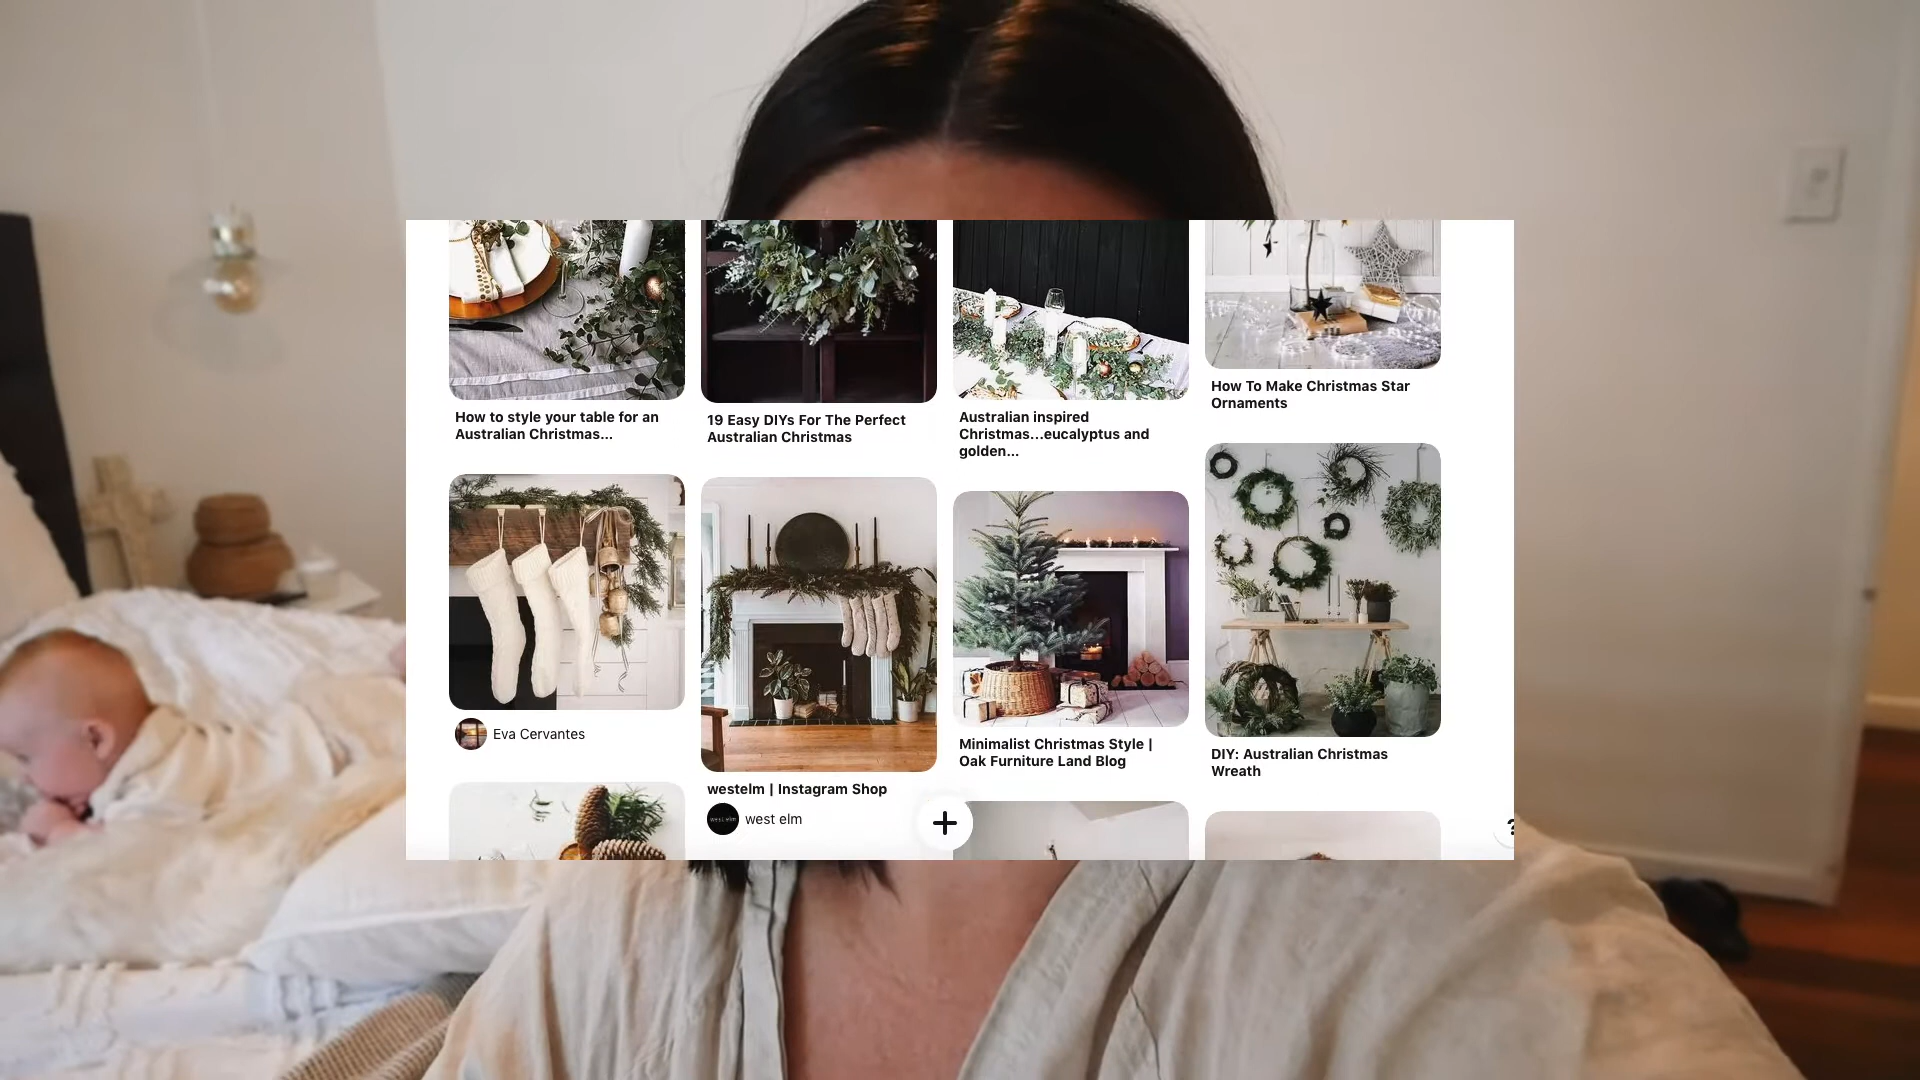 How to style your table for an
Australian Christmas...
19 Easy DIYs For The Perfect
Australian Christmas
Australian inspired
Christmas...eucalyptus and
golden...
How To Make Christmas Star
Ornaments
Eva Cervantes
westelm | Instagram Shop
west elm
west elm
Minimalist Christmas Style |
Oak Furniture Land Blog
DIY: Australian Christmas
Wreath
?